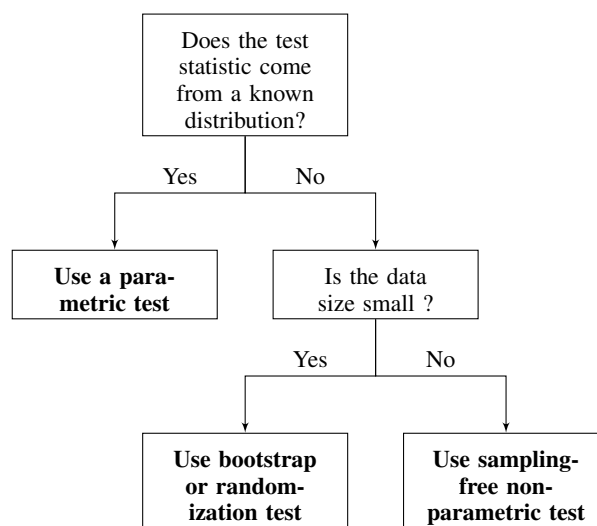 Does the test
statistic come
from a known
distribution?
Yes
No
Use a para-
metric test
Is the data
size small ?
Yes
No
Use bootstrap
or random-
ization test
Use sampling-
free non-
parametric test